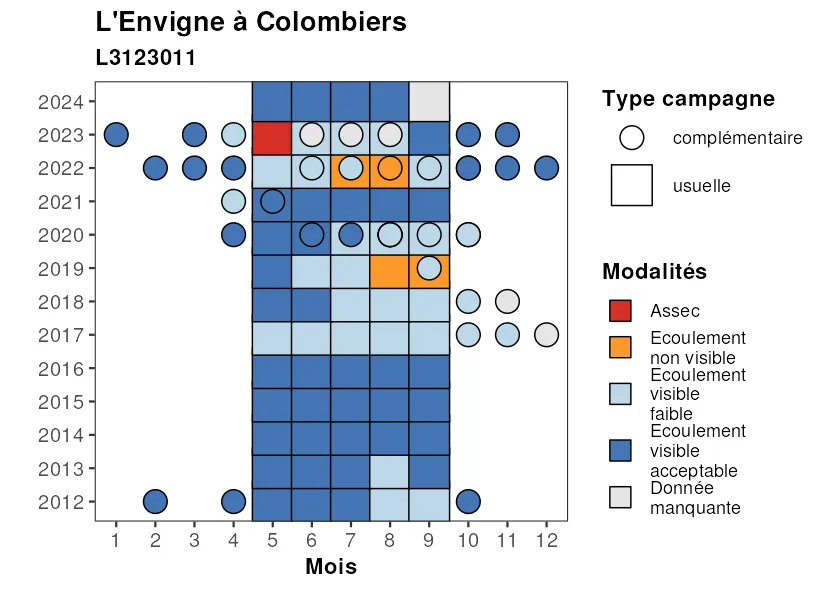 L'Envigne à Colombiers
L3123011
2024
2023
2022
2021
2020
2019
2018
2017
2016
2015
2014
2013
2012
1 2 3 4 5 6 7 8 9 10 11 12
Mois
Type campagne
complémentaire
usuelle
Modalités
Assec
Ecoulement
non visible
Ecoulement
visible
faible
Ecoulement
visible
acceptable
Donnée
manquante